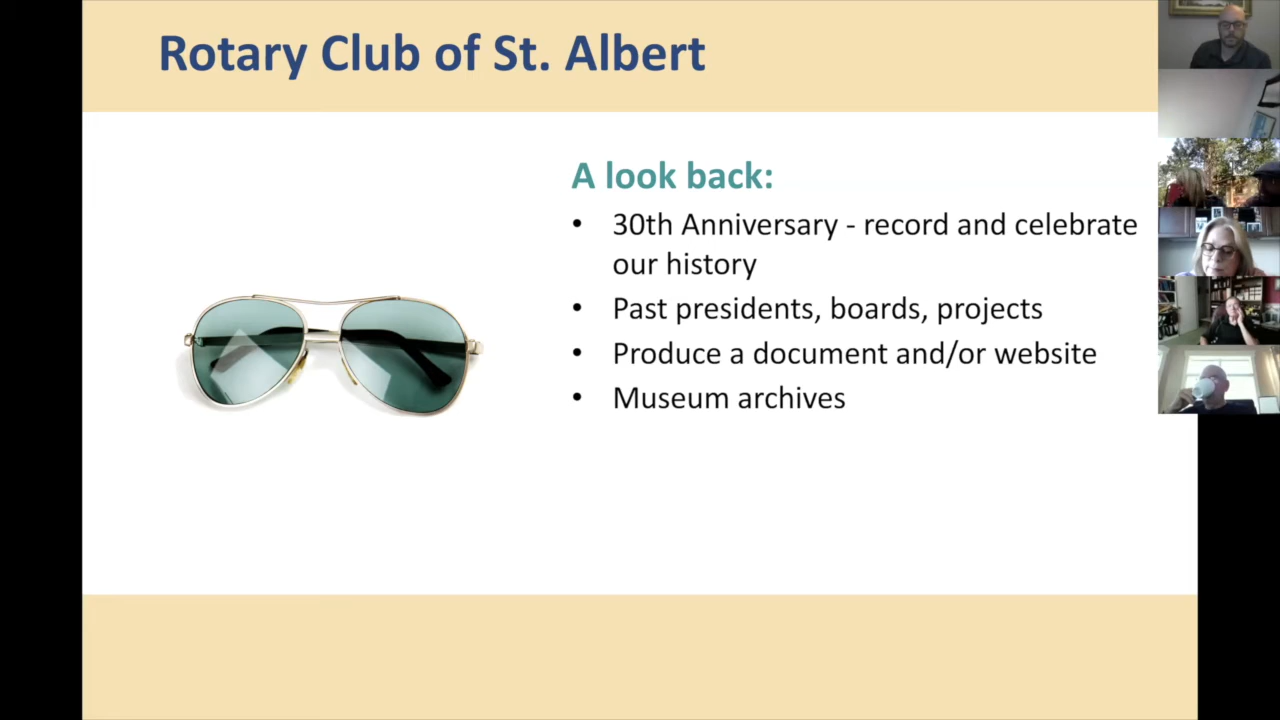 Rotary Club of St. Albert
A look back:
• 30th Anniversary - record and celebrate
our history
• Past presidents, boards, projects
• Produce a document and/or website
• Museum archives